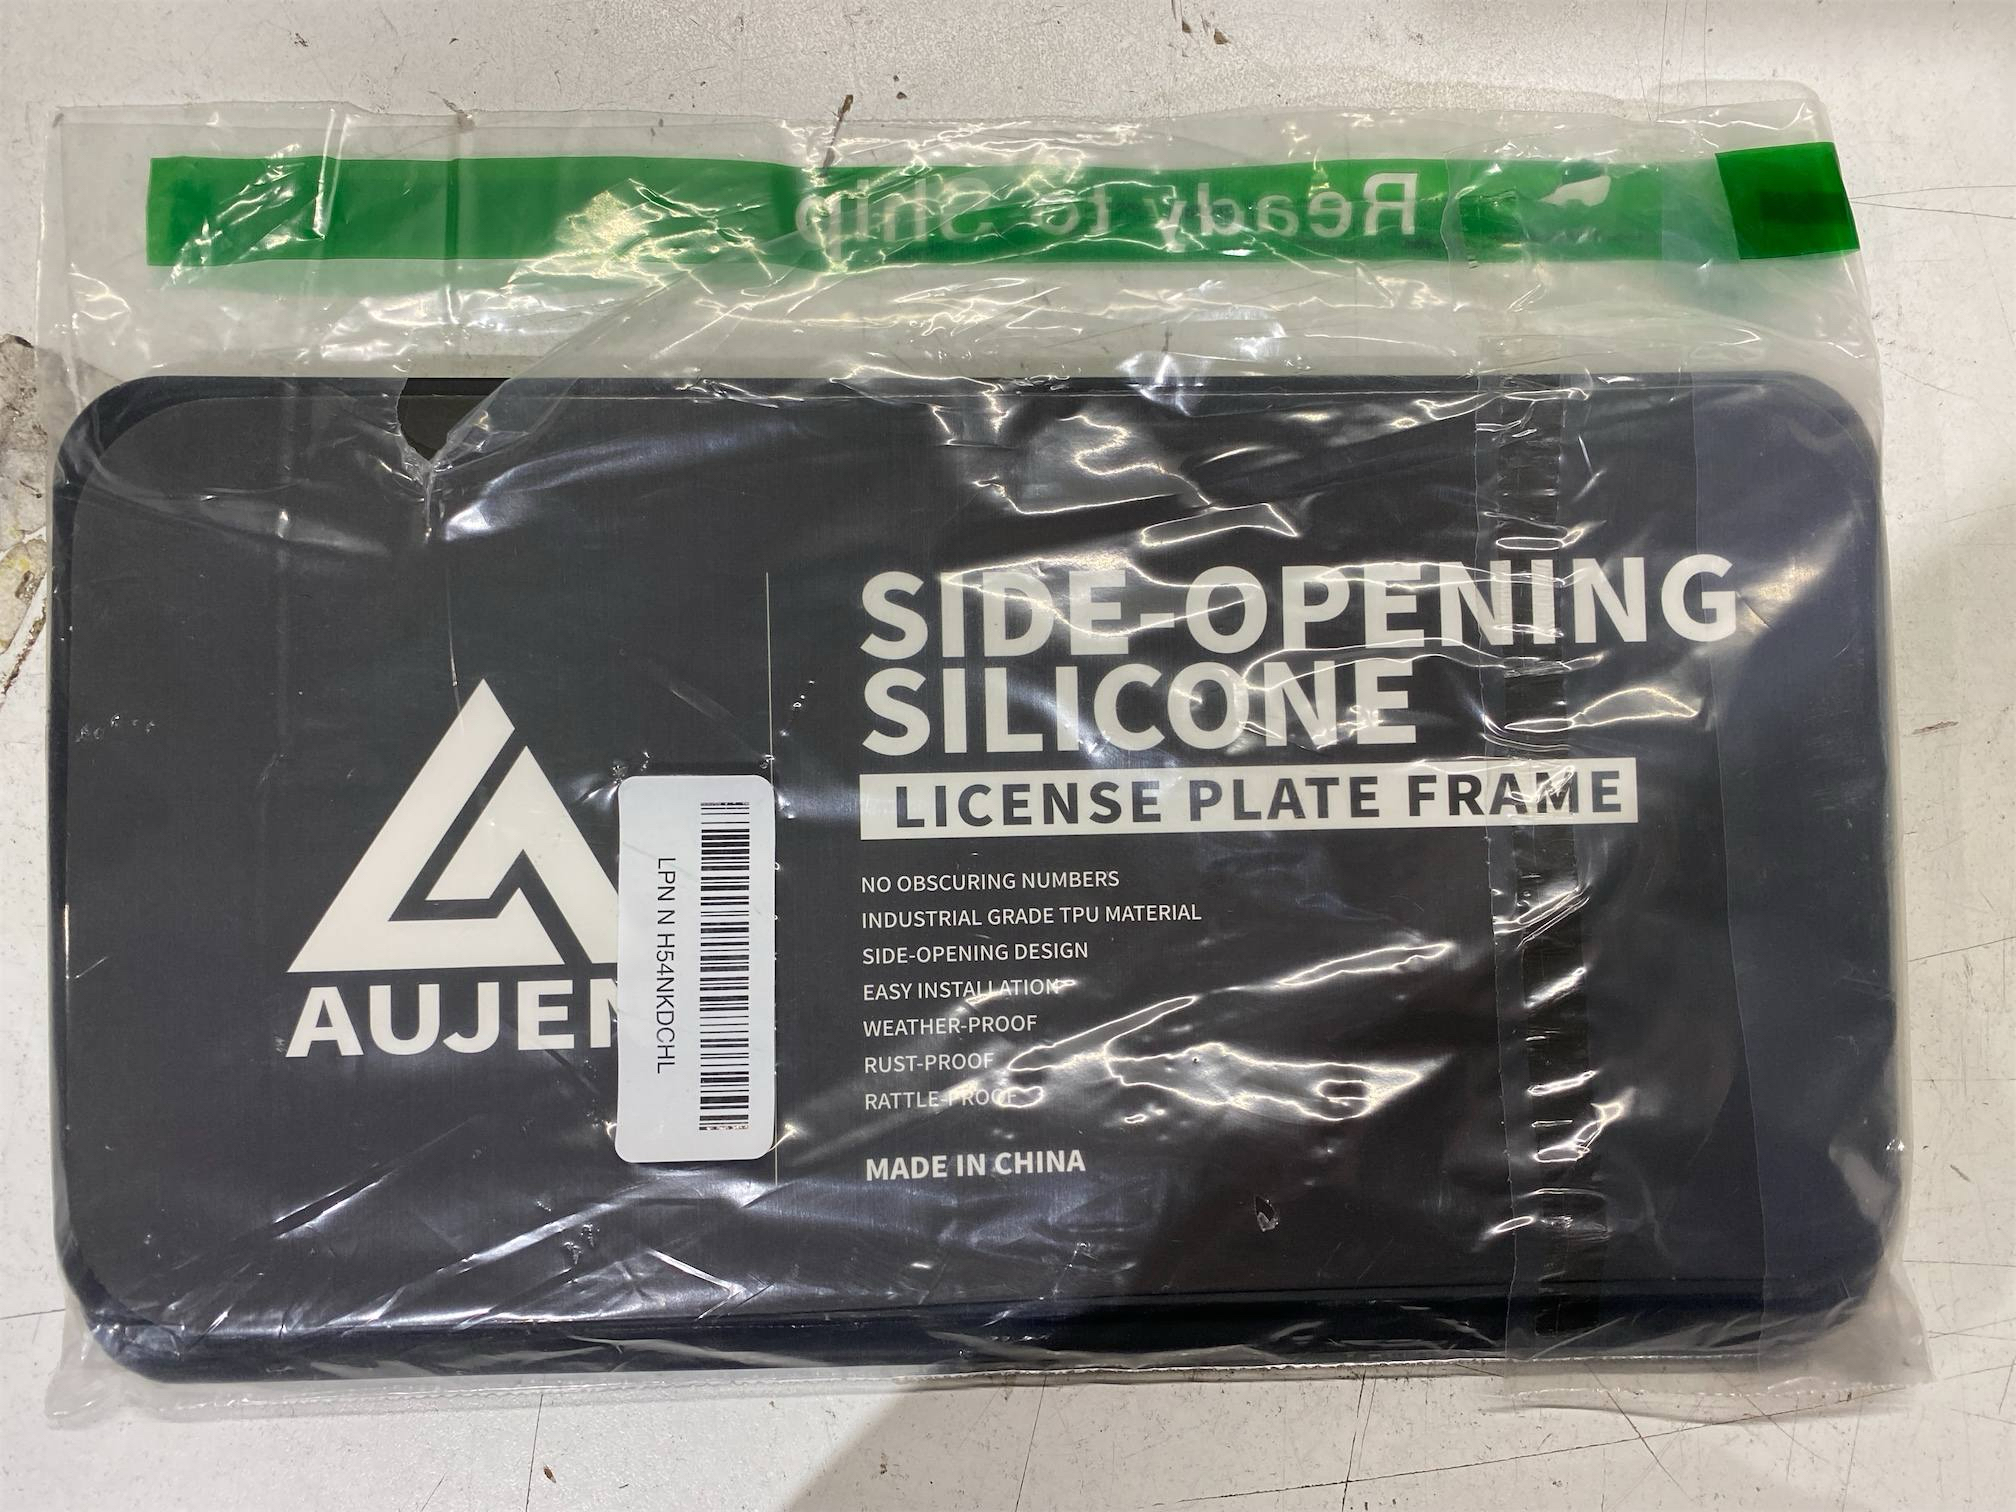 Ready to Ship
SIDE-OPENING
SILICONE
LICENSE PLATE FRAME
NO OBSCURING NUMBERS
INDUSTRIAL GRADE TPU MATERIAL
SIDE-OPENING DESIGN
EASY INSTALLATION
WEATHER-PROOF
RUST-PROOF
RATTLE-PROOF
MADE IN CHINA
AUJEN
LPN N H54NKDCHL